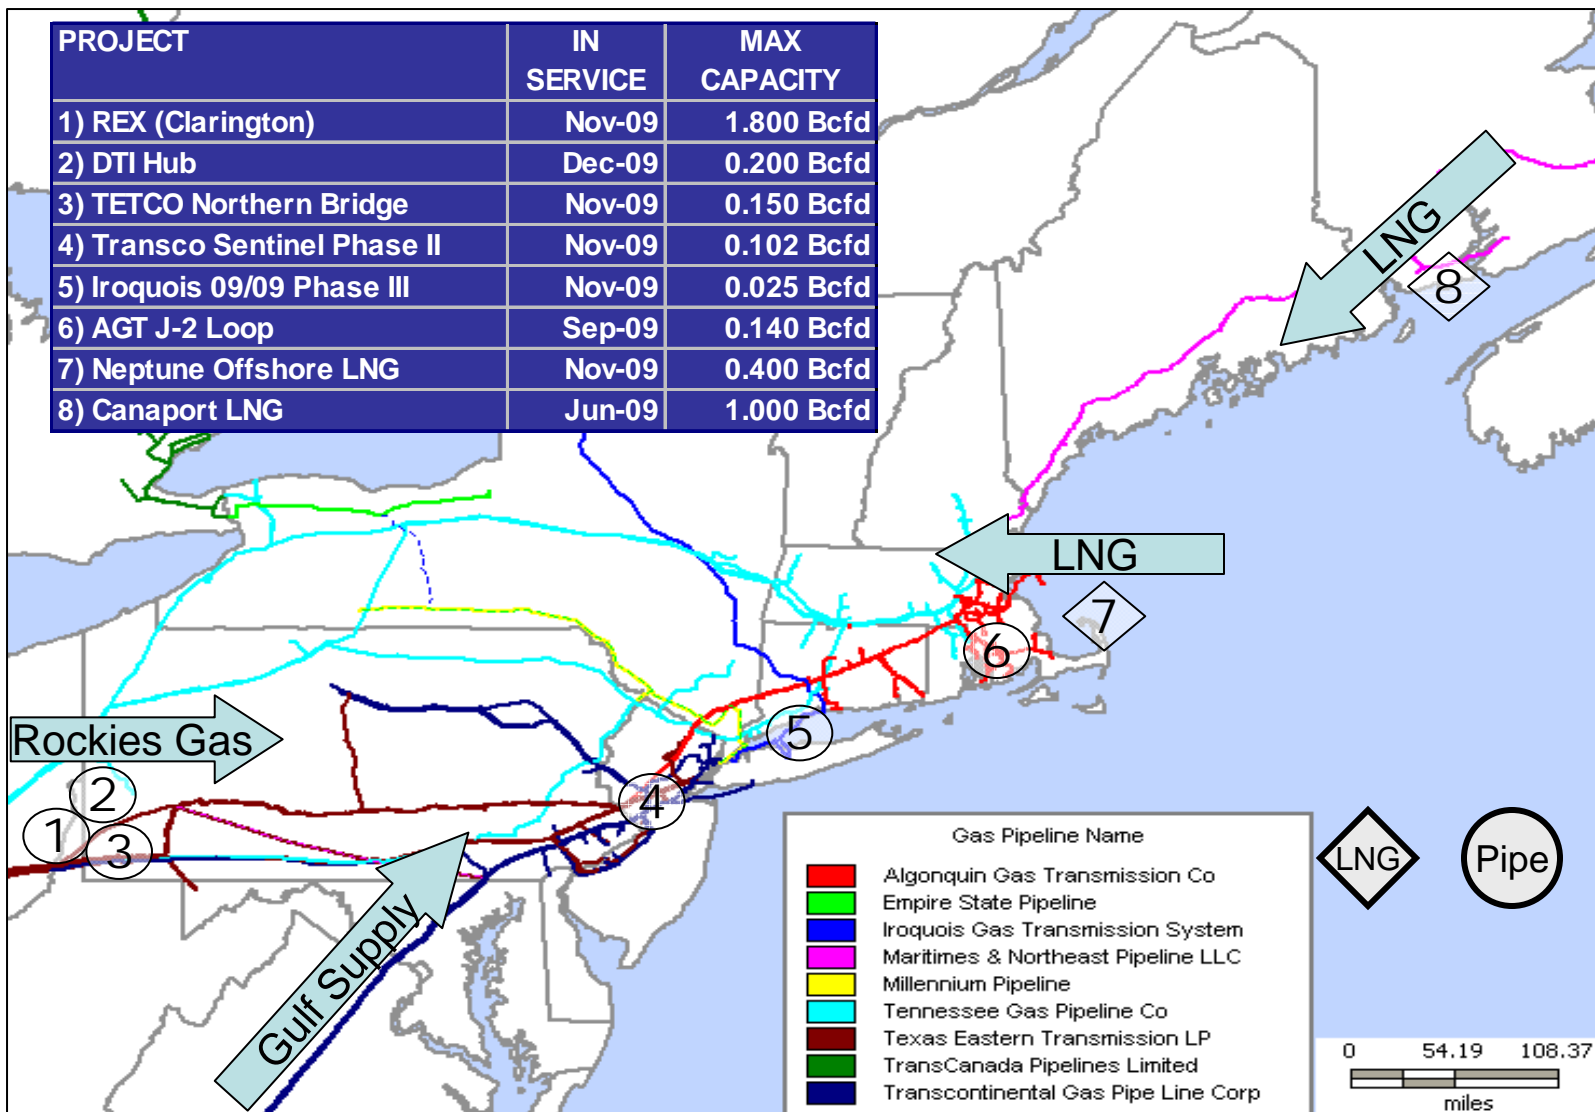 PROJECT IN MAX
SERVICE CAPACITY
1) REX (Clarington) Nov-09 1.800 Bcfd
2) DTI Hub Dec-09 0.200 Bcfd
3) TETCO Northern Bridge Nov-09 0.150 Bcfd
4) Transco Sentinel Phase II Nov-09 0.102 Bcfd
5) Iroquois 09/09 Phase III Nov-09 0.025 Bcfd
6) AGT J-2 Loop Sep-09 0.140 Bcfd
7) Neptune Offshore LNG Nov-09 0.400 Bcfd
8) Canaport LNG Jun-09 1.000 Bcfd
LNG
8
LNG
7
6
5
Rockies Gas
2
4
1
3
Gulf Supply
Gas Pipeline Name
Algonquin Gas Transmission Co
Empire State Pipeline
Iroquois Gas Transmission System
Maritimes & Northeast Pipeline LLC
Millennium Pipeline
Tennessee Gas Pipeline Co
Texas Eastern Transmission LP
TransCanada Pipelines Limited
Transcontinental Gas Pipe Line Corp
LNG
Pipe
0 54.19 108.37
miles